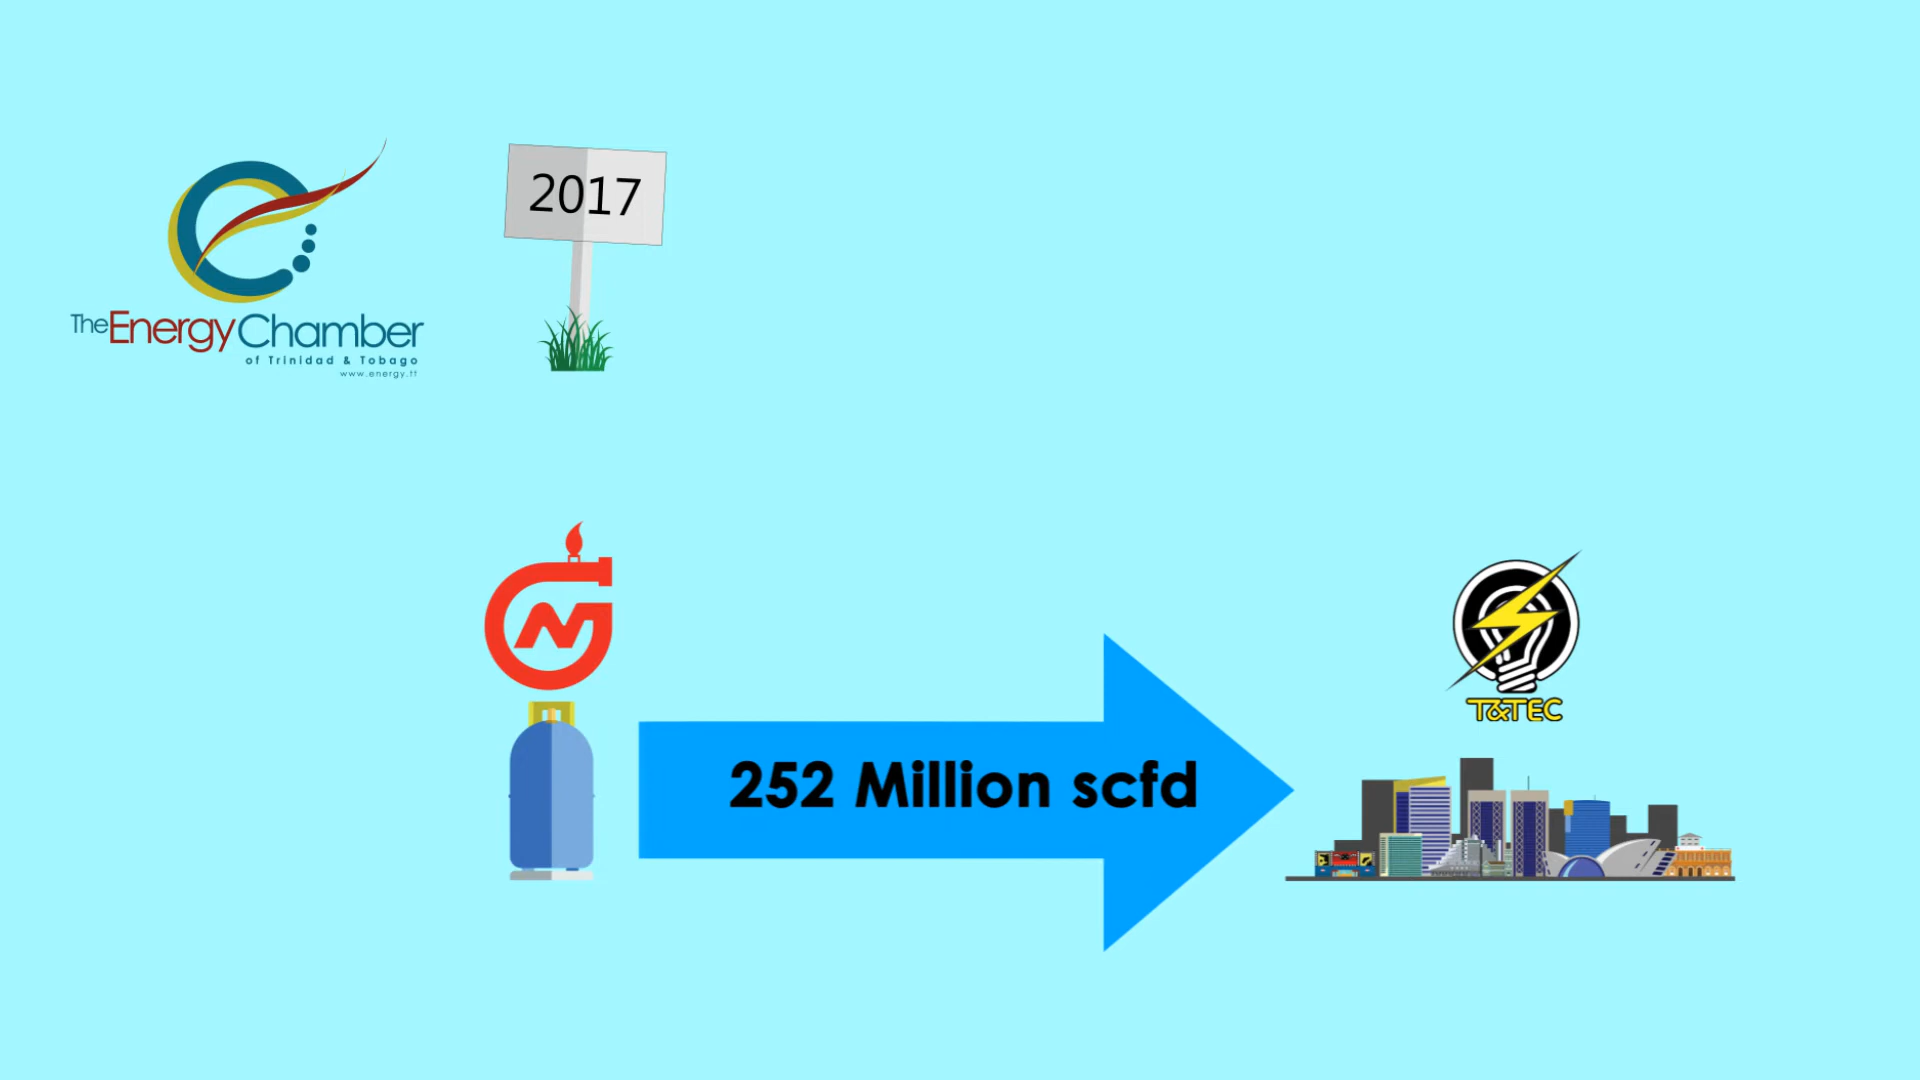 2017
The Energy Chamber
of Trinidad & Tobago
www.energy.tt
T&TEC
252 Million scfd